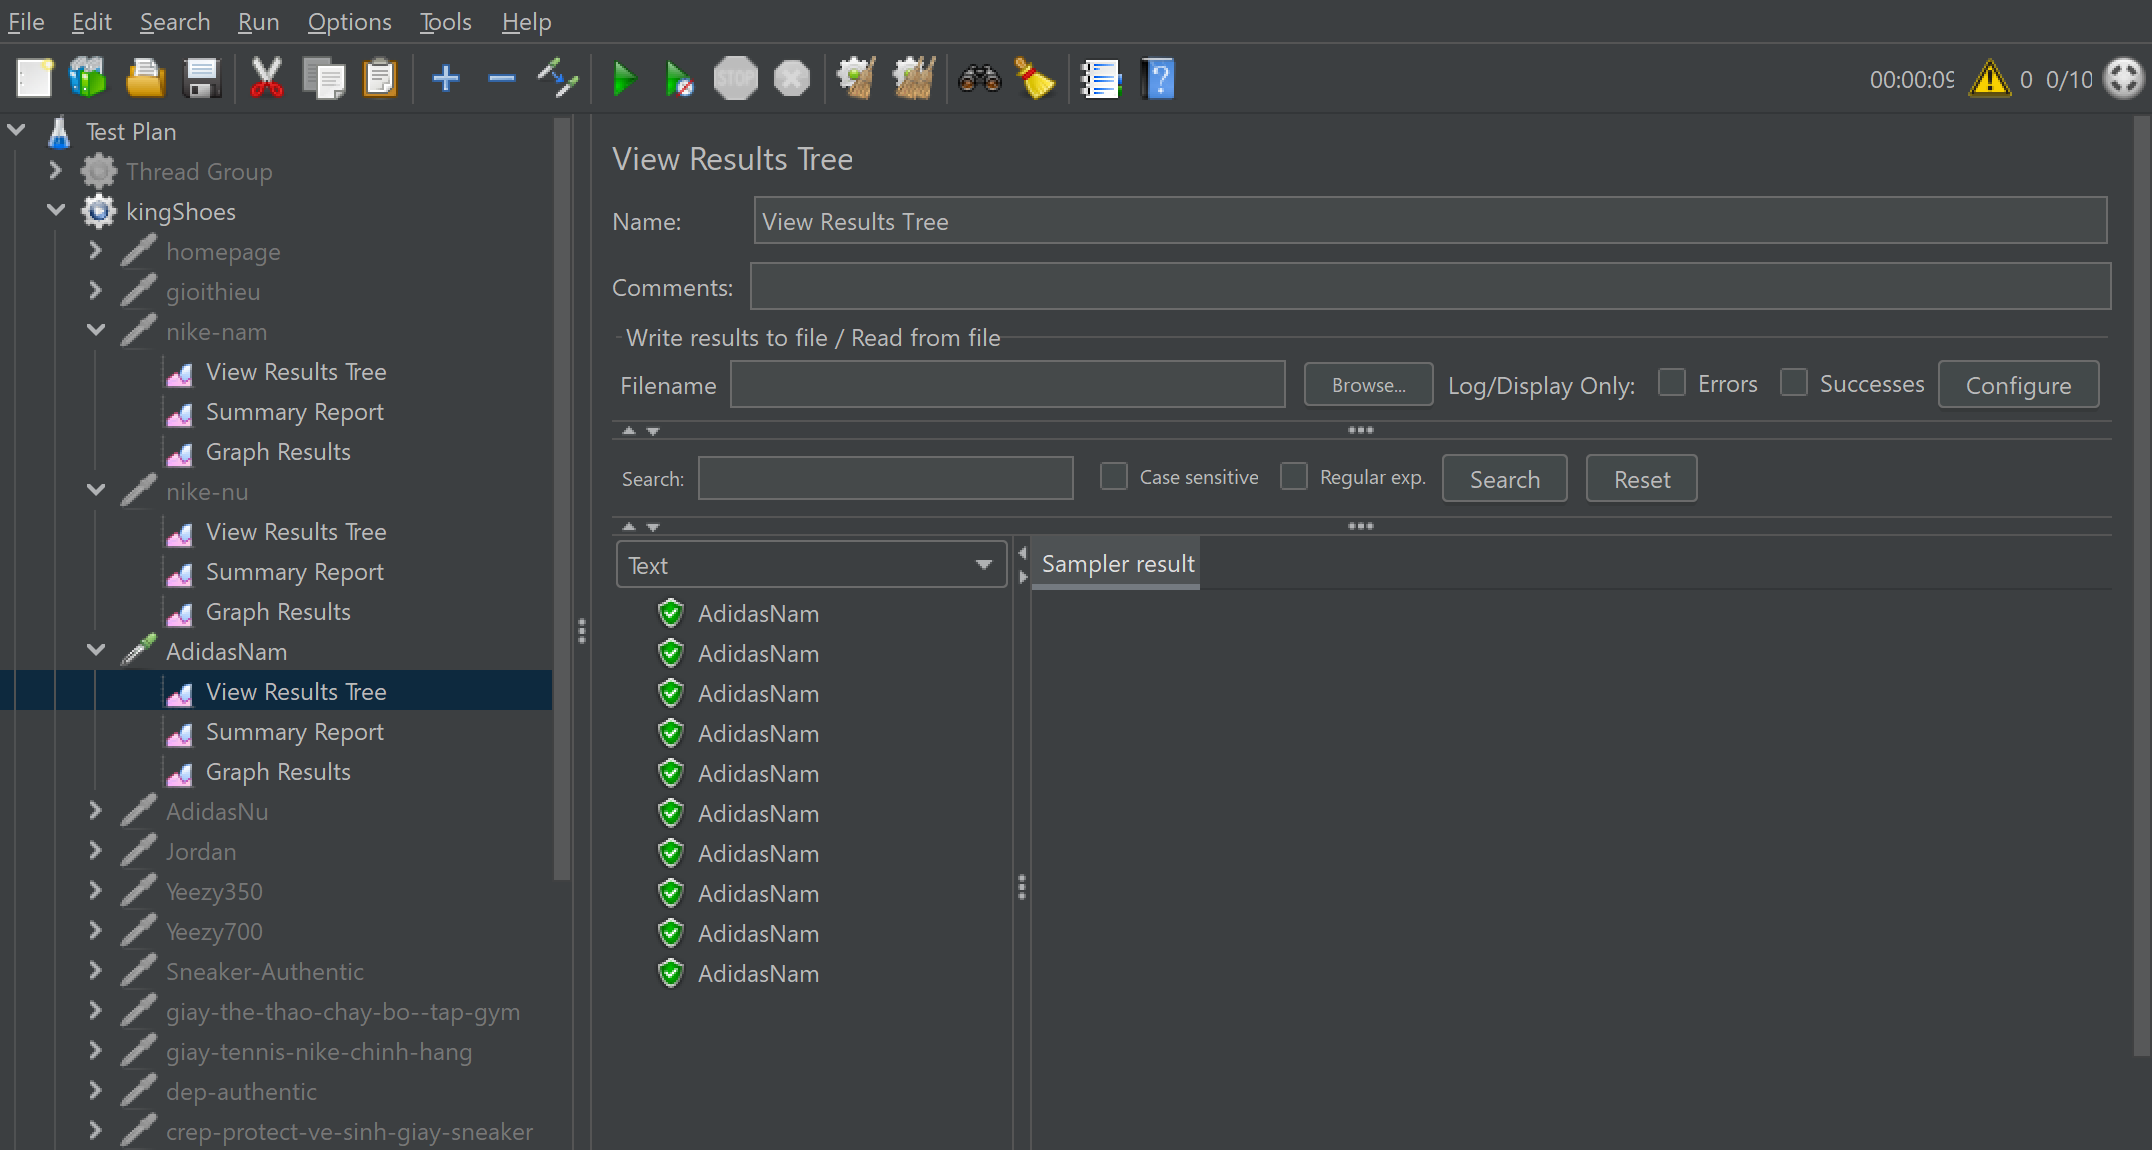 File Edit Search Run Options Tools Help
STOP
00:00:09 0 0/10
Test Plan
Thread Group
kingShoes
homepage
gioithieu
nike-nam
View Results Tree
Summary Report
Graph Results
nike-nu
View Results Tree
Summary Report
Graph Results
AdidasNam
View Results Tree
Summary Report
Graph Results
AdidasNu
Jordan
Yeezy350
Yeezy700
Sneaker-Authentic
giay-the-thao-chay-bo--tap-gym
giay-tennis-nike-chinh-hang
dep-authentic
crep-protect-ve-sinh-giay-sneaker
View Results Tree
Name: View Results Tree
Comments:
Write results to file / Read from file
Filename Browse... Log/Display Only: Errors Successes Configure
Search: Case sensitive Regular exp. Search Reset
Text
Sampler result
AdidasNam
AdidasNam
AdidasNam
AdidasNam
AdidasNam
AdidasNam
AdidasNam
AdidasNam
AdidasNam
AdidasNam